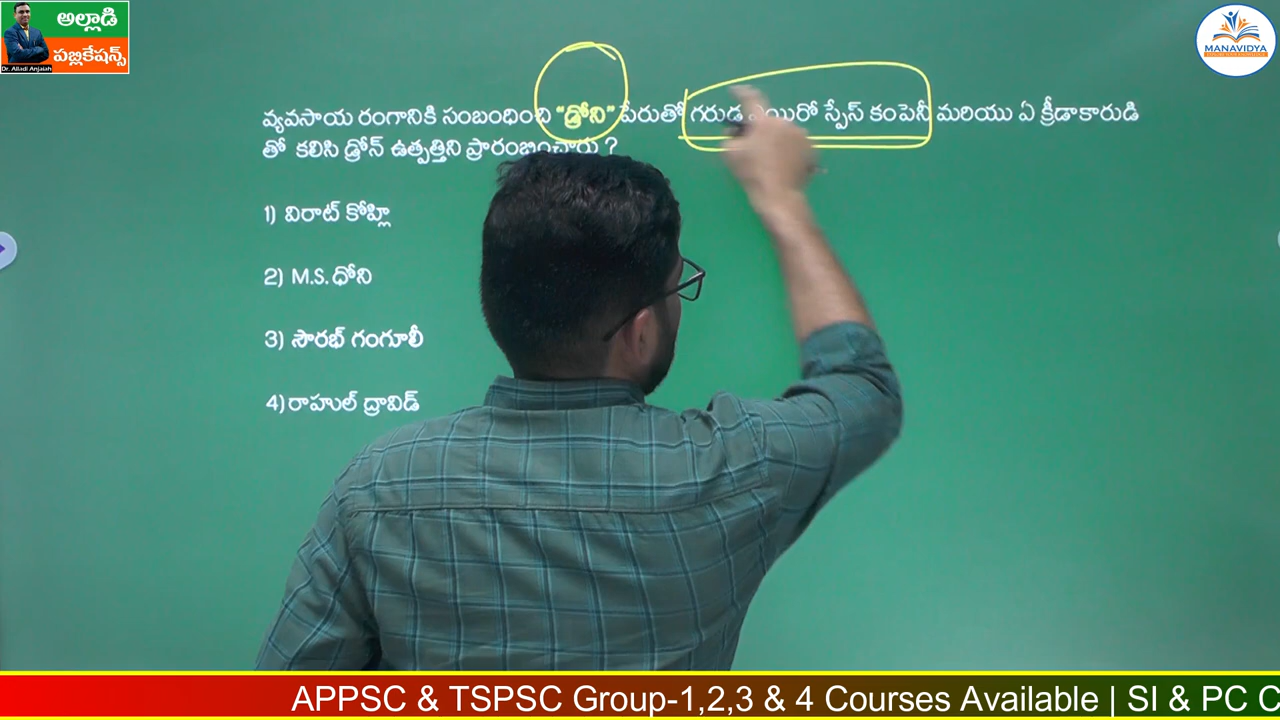 అల్లాడి
పబ్లికేషన్స్
Dr. Alladi Anjaiah
MANAVIDYA
వ్యవసాయ రంగానికి సంబంధించి "డ్రోని" పేరుతో గరుడ ఎయిరో స్పేస్ కంపెనీ మరియు ఏ క్రీడాకారుడి
తో కలిసి డ్రోన్ ఉత్పత్తిని ప్రారంభించారు ?
1) విరాట్ కోహ్లి
2) M.S. ధోని
3) సౌరభ్ గంగూలీ
4) రాహుల్ ద్రావిడ్
APPSC & TSPSC Group-1,2,3 & 4 Courses Available | SI & PC C